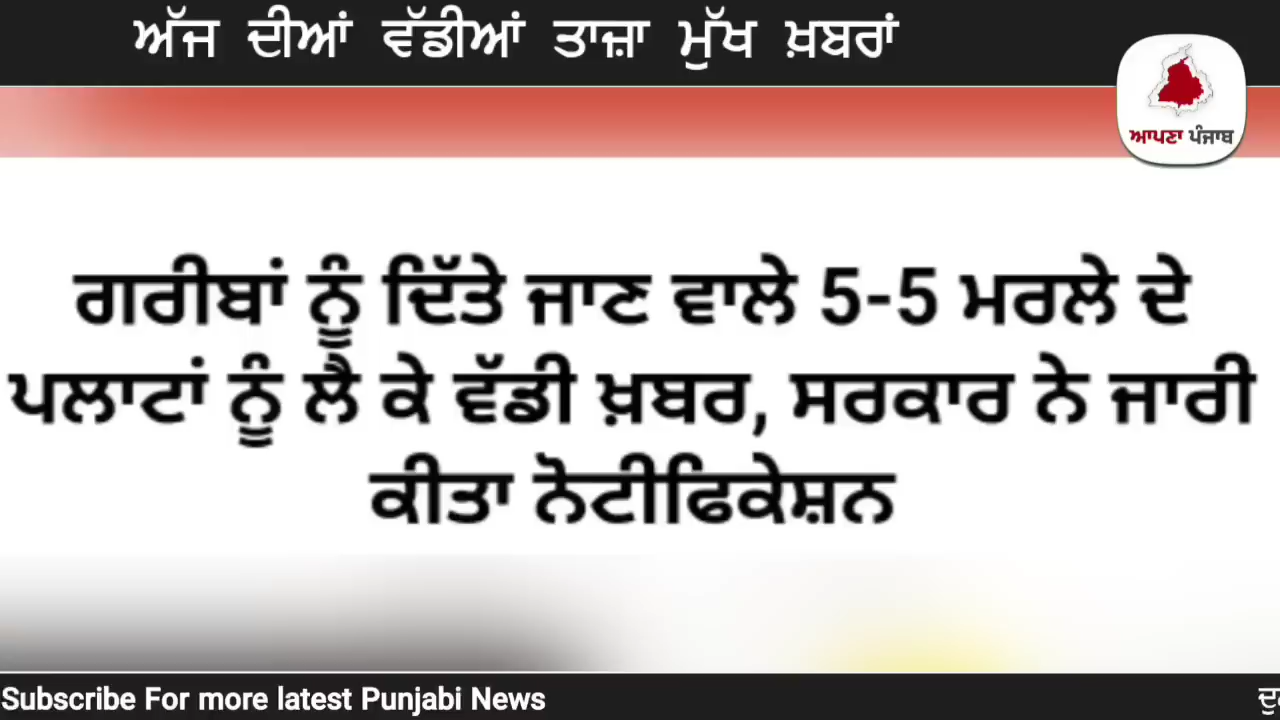 ਅੱਜ ਦੀਆਂ ਵੱਡੀਆਂ ਤਾਜ਼ਾ ਮੁੱਖ ਖ਼ਬਰਾਂ
ਆਪਣਾ ਪੰਜਾਬ
ਗਰੀਬਾਂ ਨੂੰ ਦਿੱਤੇ ਜਾਣ ਵਾਲੇ 5-5 ਮਰਲੇ ਦੇ
ਪਲਾਟਾਂ ਨੂੰ ਲੈ ਕੇ ਵੱਡੀ ਖ਼ਬਰ, ਸਰਕਾਰ ਨੇ ਜਾਰੀ
ਕੀਤਾ ਨੋਟੀਫਿਕੇਸ਼ਨ
Subscribe For more latest Punjabi News